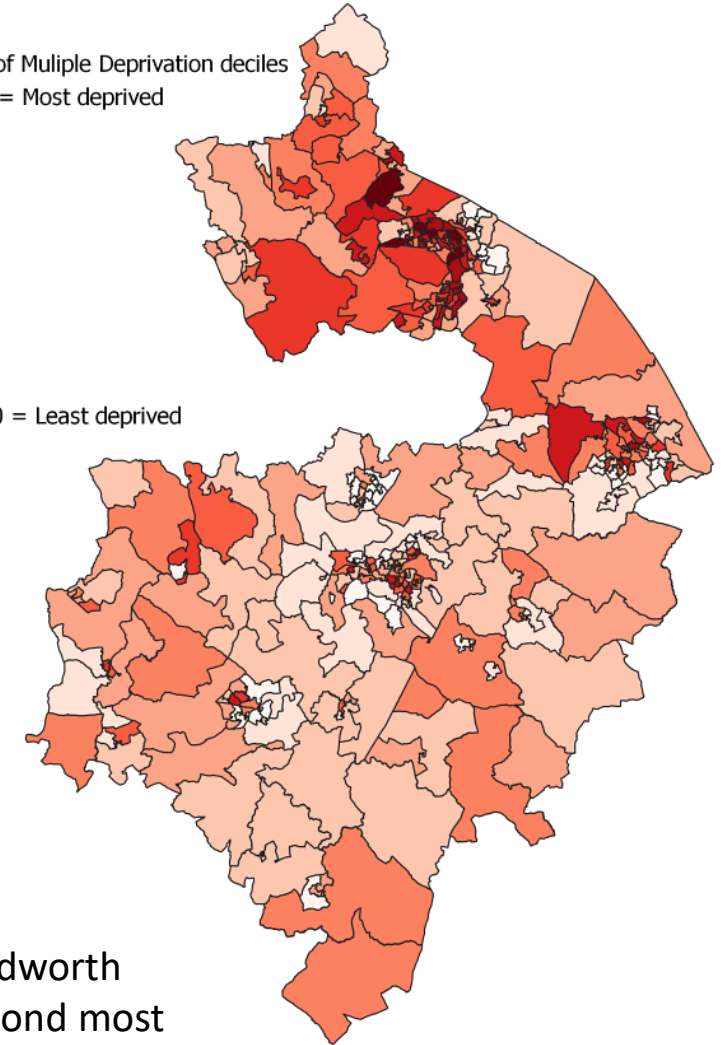 of Muliple Deprivation deciles
= Most deprived
= Least deprived
dworth
ond most